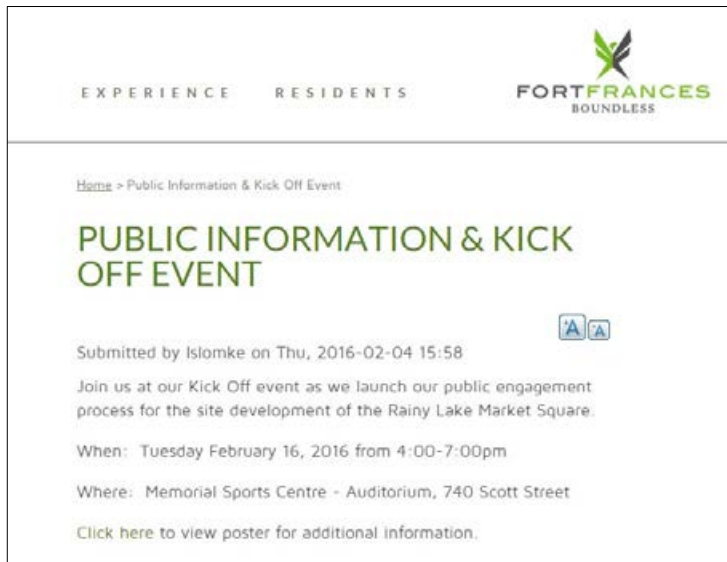 EXPERIENCE RESIDENTS
FORTFRANCES
BOUNDLESS
Home > Public Information & Kick Off Event
PUBLIC INFORMATION & KICK
OFF EVENT
A A
Submitted by lslomke on Thu, 2016-02-04 15:58
Join us at our Kick Off event as we launch our public engagement
process for the site development of the Rainy Lake Market Square.
When: Tuesday February 16, 2016 from 4:00-7:00pm
Where: Memorial Sports Centre - Auditorium, 740 Scott Street
Click here to view poster for additional information.